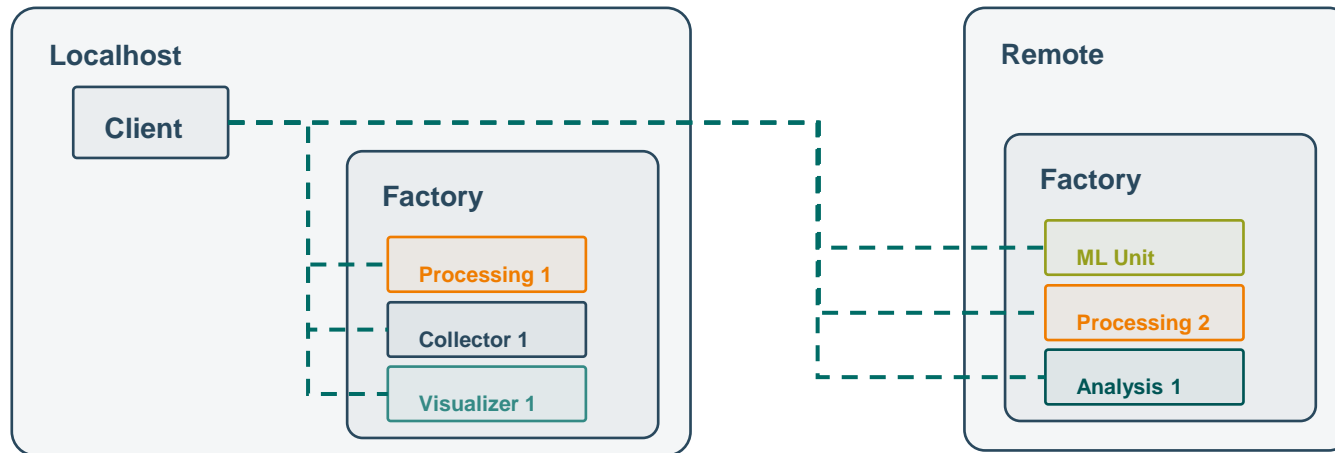 Localhost
Client
Factory
Processing 1
Collector 1
Visualizer 1
Remote
Factory
ML Unit
Processing 2
Analysis 1